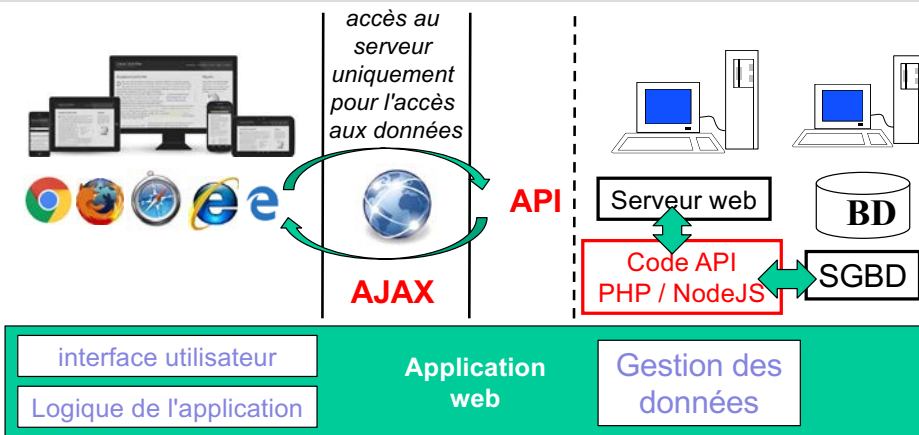 accès au
serveur
uniquement
pour l'accès
aux données
API
AJAX
Serveur web
Code API
PHP / NodeJS
BD
SGBD
interface utilisateur
Logique de l'application
Application
web
Gestion des
données